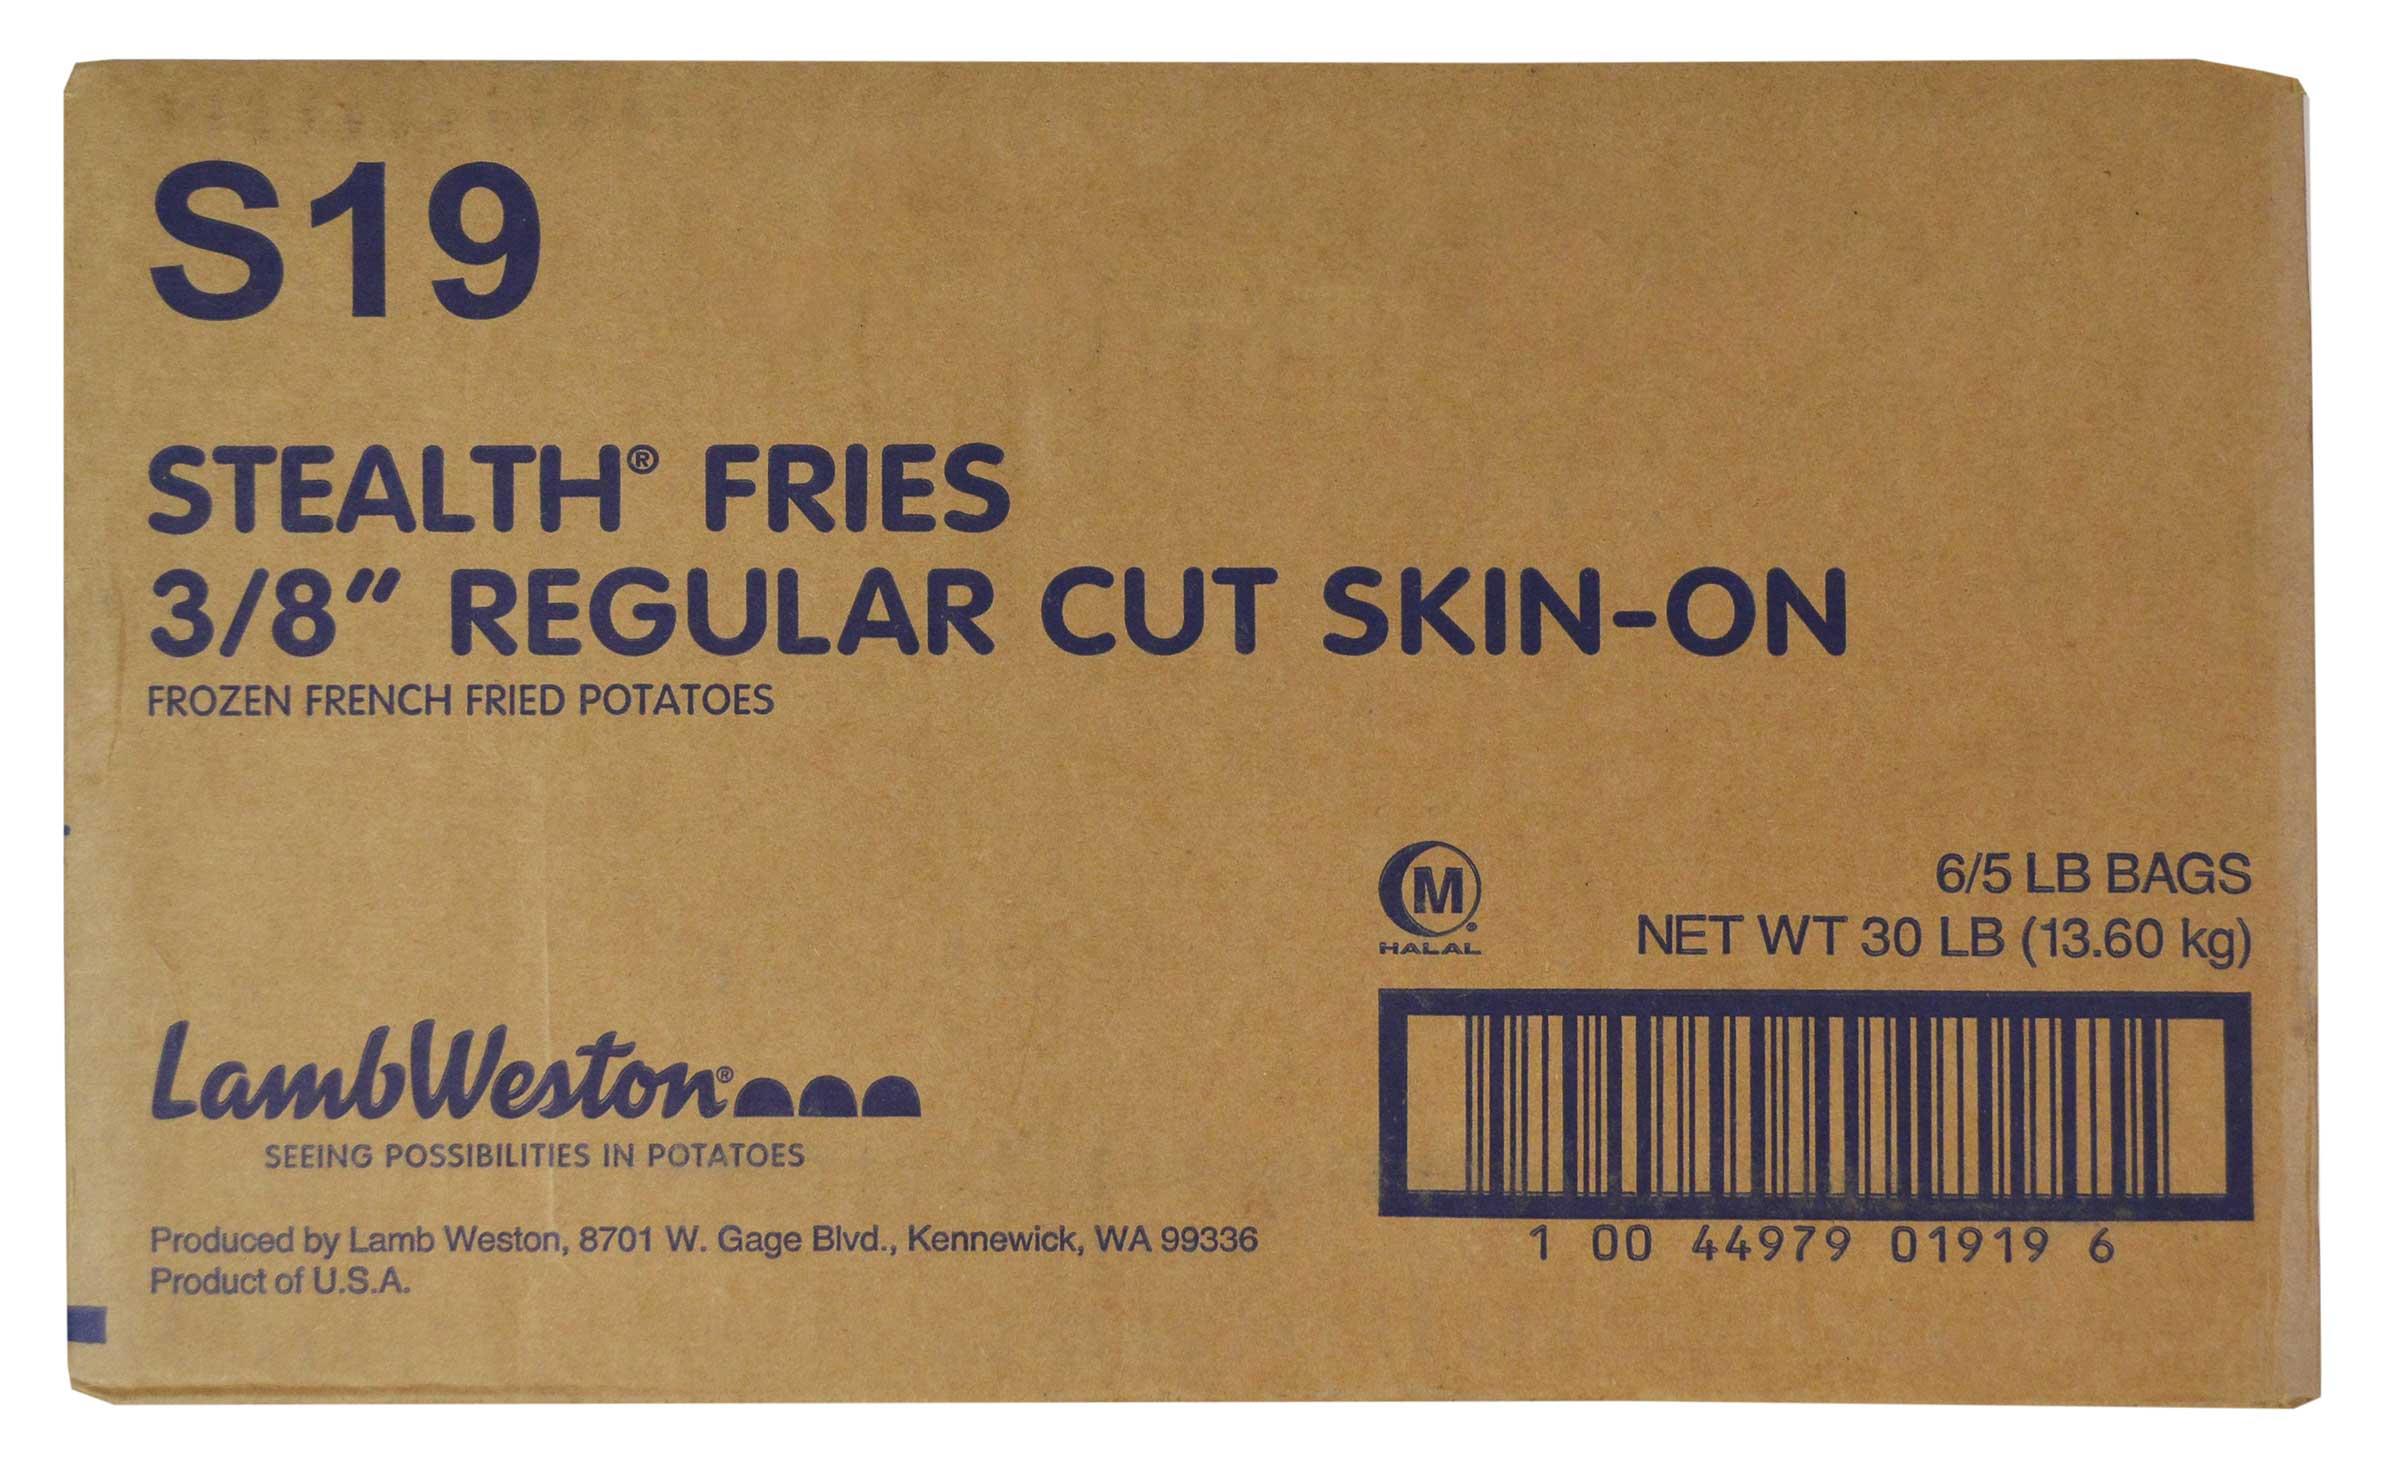 S19
STEALTH® FRIES
3/8" REGULAR CUT SKIN-ON
FROZEN FRENCH FRIED POTATOES
M
HALAL
6/5 LB BAGS
NET WT 30 LB (13.60 kg)
LambWeston®
SEEING POSSIBILITIES IN POTATOES
Produced by Lamb Weston, 8701 W. Gage Blvd., Kennewick, WA 99336
Product of U.S.A.
1 00 44979 01919 6